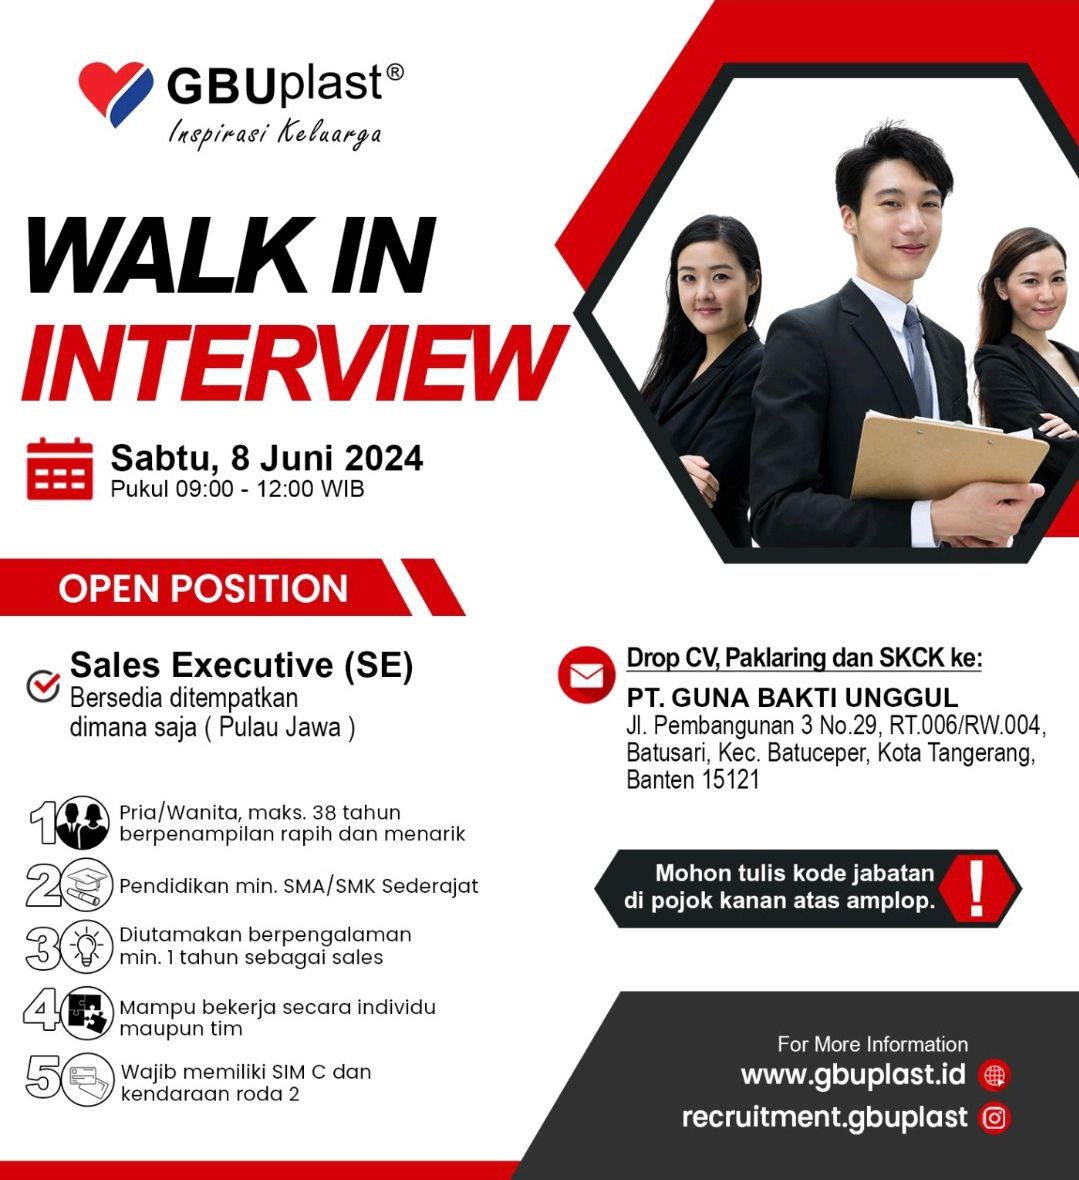 GBUplast®
Inspirasi Keluarga
WALK IN
INTERVIEW
Sabtu, 8 Juni 2024
Pukul 09:00 - 12:00 WIB
OPEN POSITION
Sales Executive (SE)
Bersedia ditempatkan
dimana saja ( Pulau Jawa )
1 Pria/Wanita, maks. 38 tahun
berpenampilan rapih dan menarik
2 Pendidikan min. SMA/SMK Sederajat
3 Diutamakan berpengalaman
min. 1 tahun sebagai sales
4 Mampu bekerja secara individu
maupun tim
5 Wajib memiliki SIM C dan
kendaraan roda 2
Drop CV, Paklaring dan SKCK ke:
PT. GUNA BAKTI UNGGUL
Jl. Pembangunan 3 No.29, RT.006/RW.004,
Batusari, Kec. Batuceper, Kota Tangerang,
Banten 15121
Mohon tulis kode jabatan
di pojok kanan atas amplop.
!
For More Information
www.gbuplast.id
recruitment.gbuplast